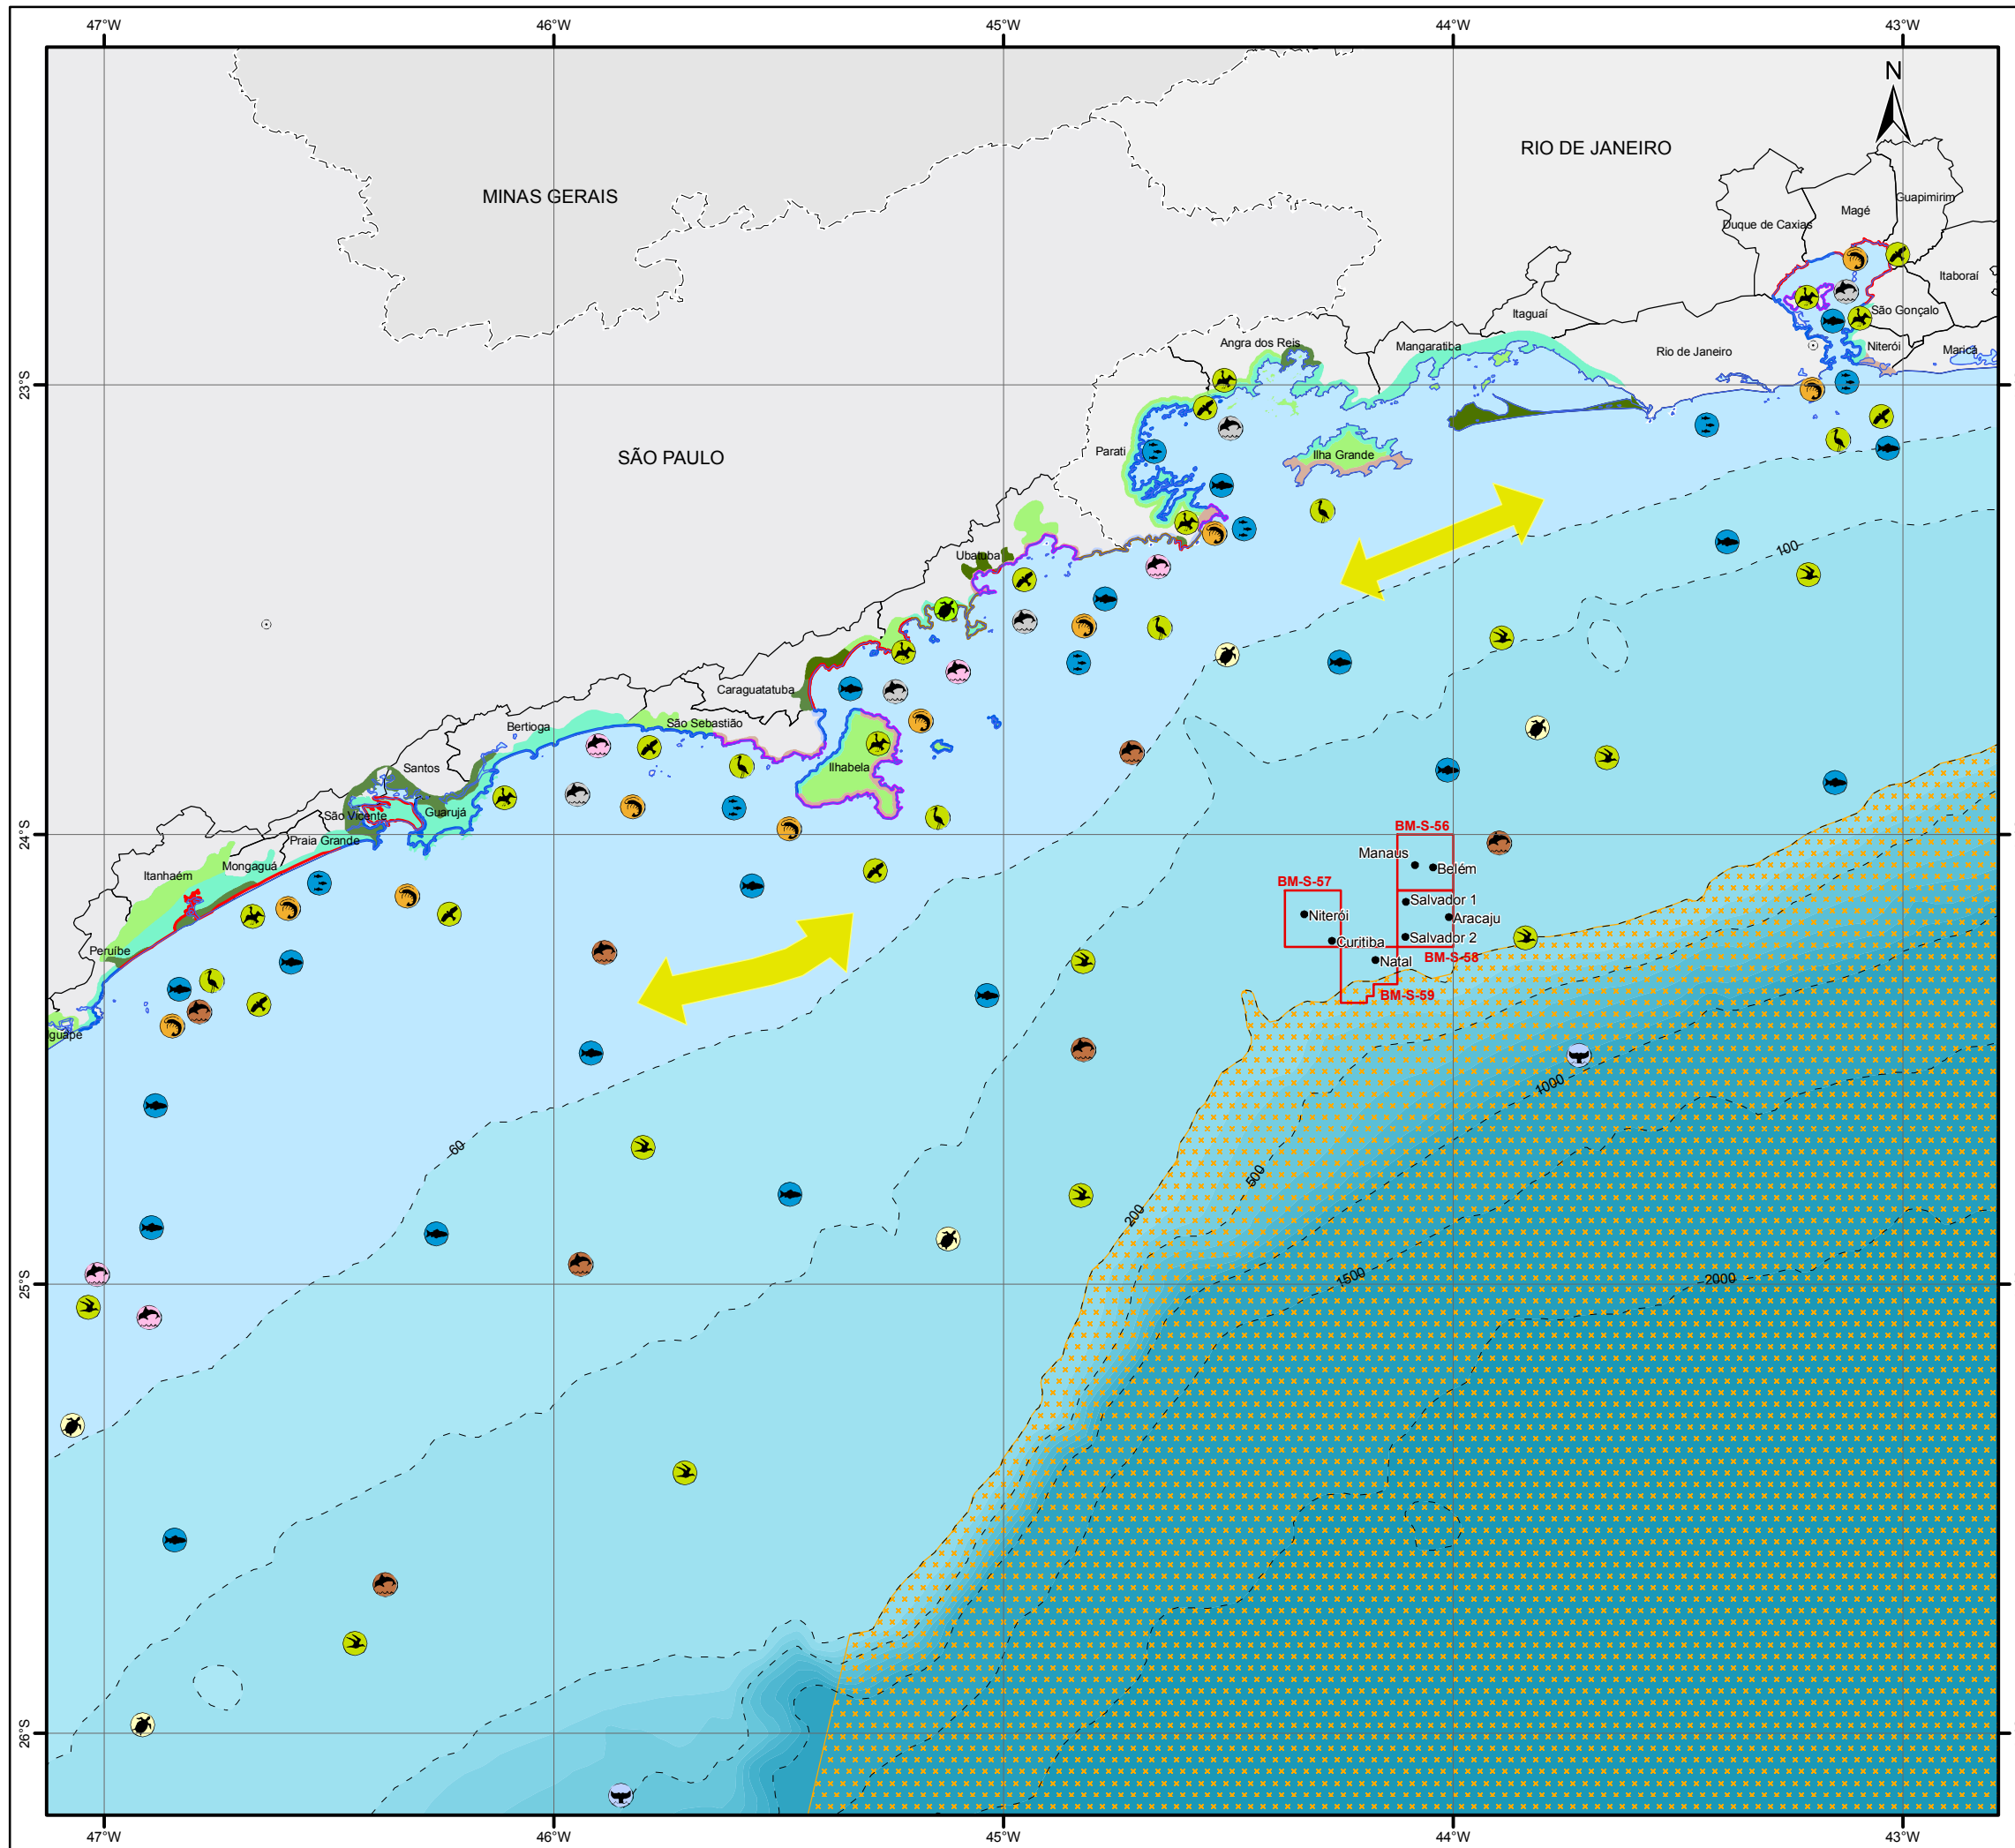 47°W 46°W 45°W 44°W 43°W
N
RIO DE JANEIRO
MINAS GERAIS
Guapimirim
Magé
Duque de Caxias
Itaboraí
São Gonçalo
Itaguaí
Angra dos Reis
Mangaratiba
Rio de Janeiro
Niterói
Maricá
23°S
Parati
Ilha Grande
SÃO PAULO
100
Ubatuba
Caraguatatuba
São Sebastião
Bertioga
Ilhabela
Santos
Guarujá
São Vicente
24°S
BM-S-56
Praia Grande
Manaus
Belém
Mongaguá
Itanhaém
BM-S-57
Salvador 1
Niterói
Aracaju
Salvador 2
Curitiba
Peruíbe
BM-S-58
Natal
BM-S-59
guape
1000
60
500
200
25°S
1500
2000
26°S
47°W 46°W 45°W 44°W 43°W